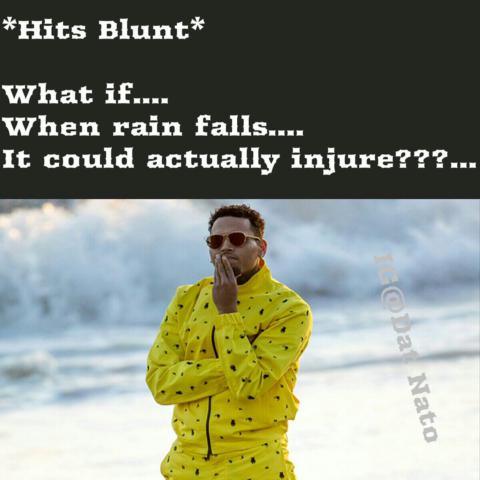 *Hits Blunt*
What if....
When rain falls....
It could actually injure???...
IG@Dat Nato